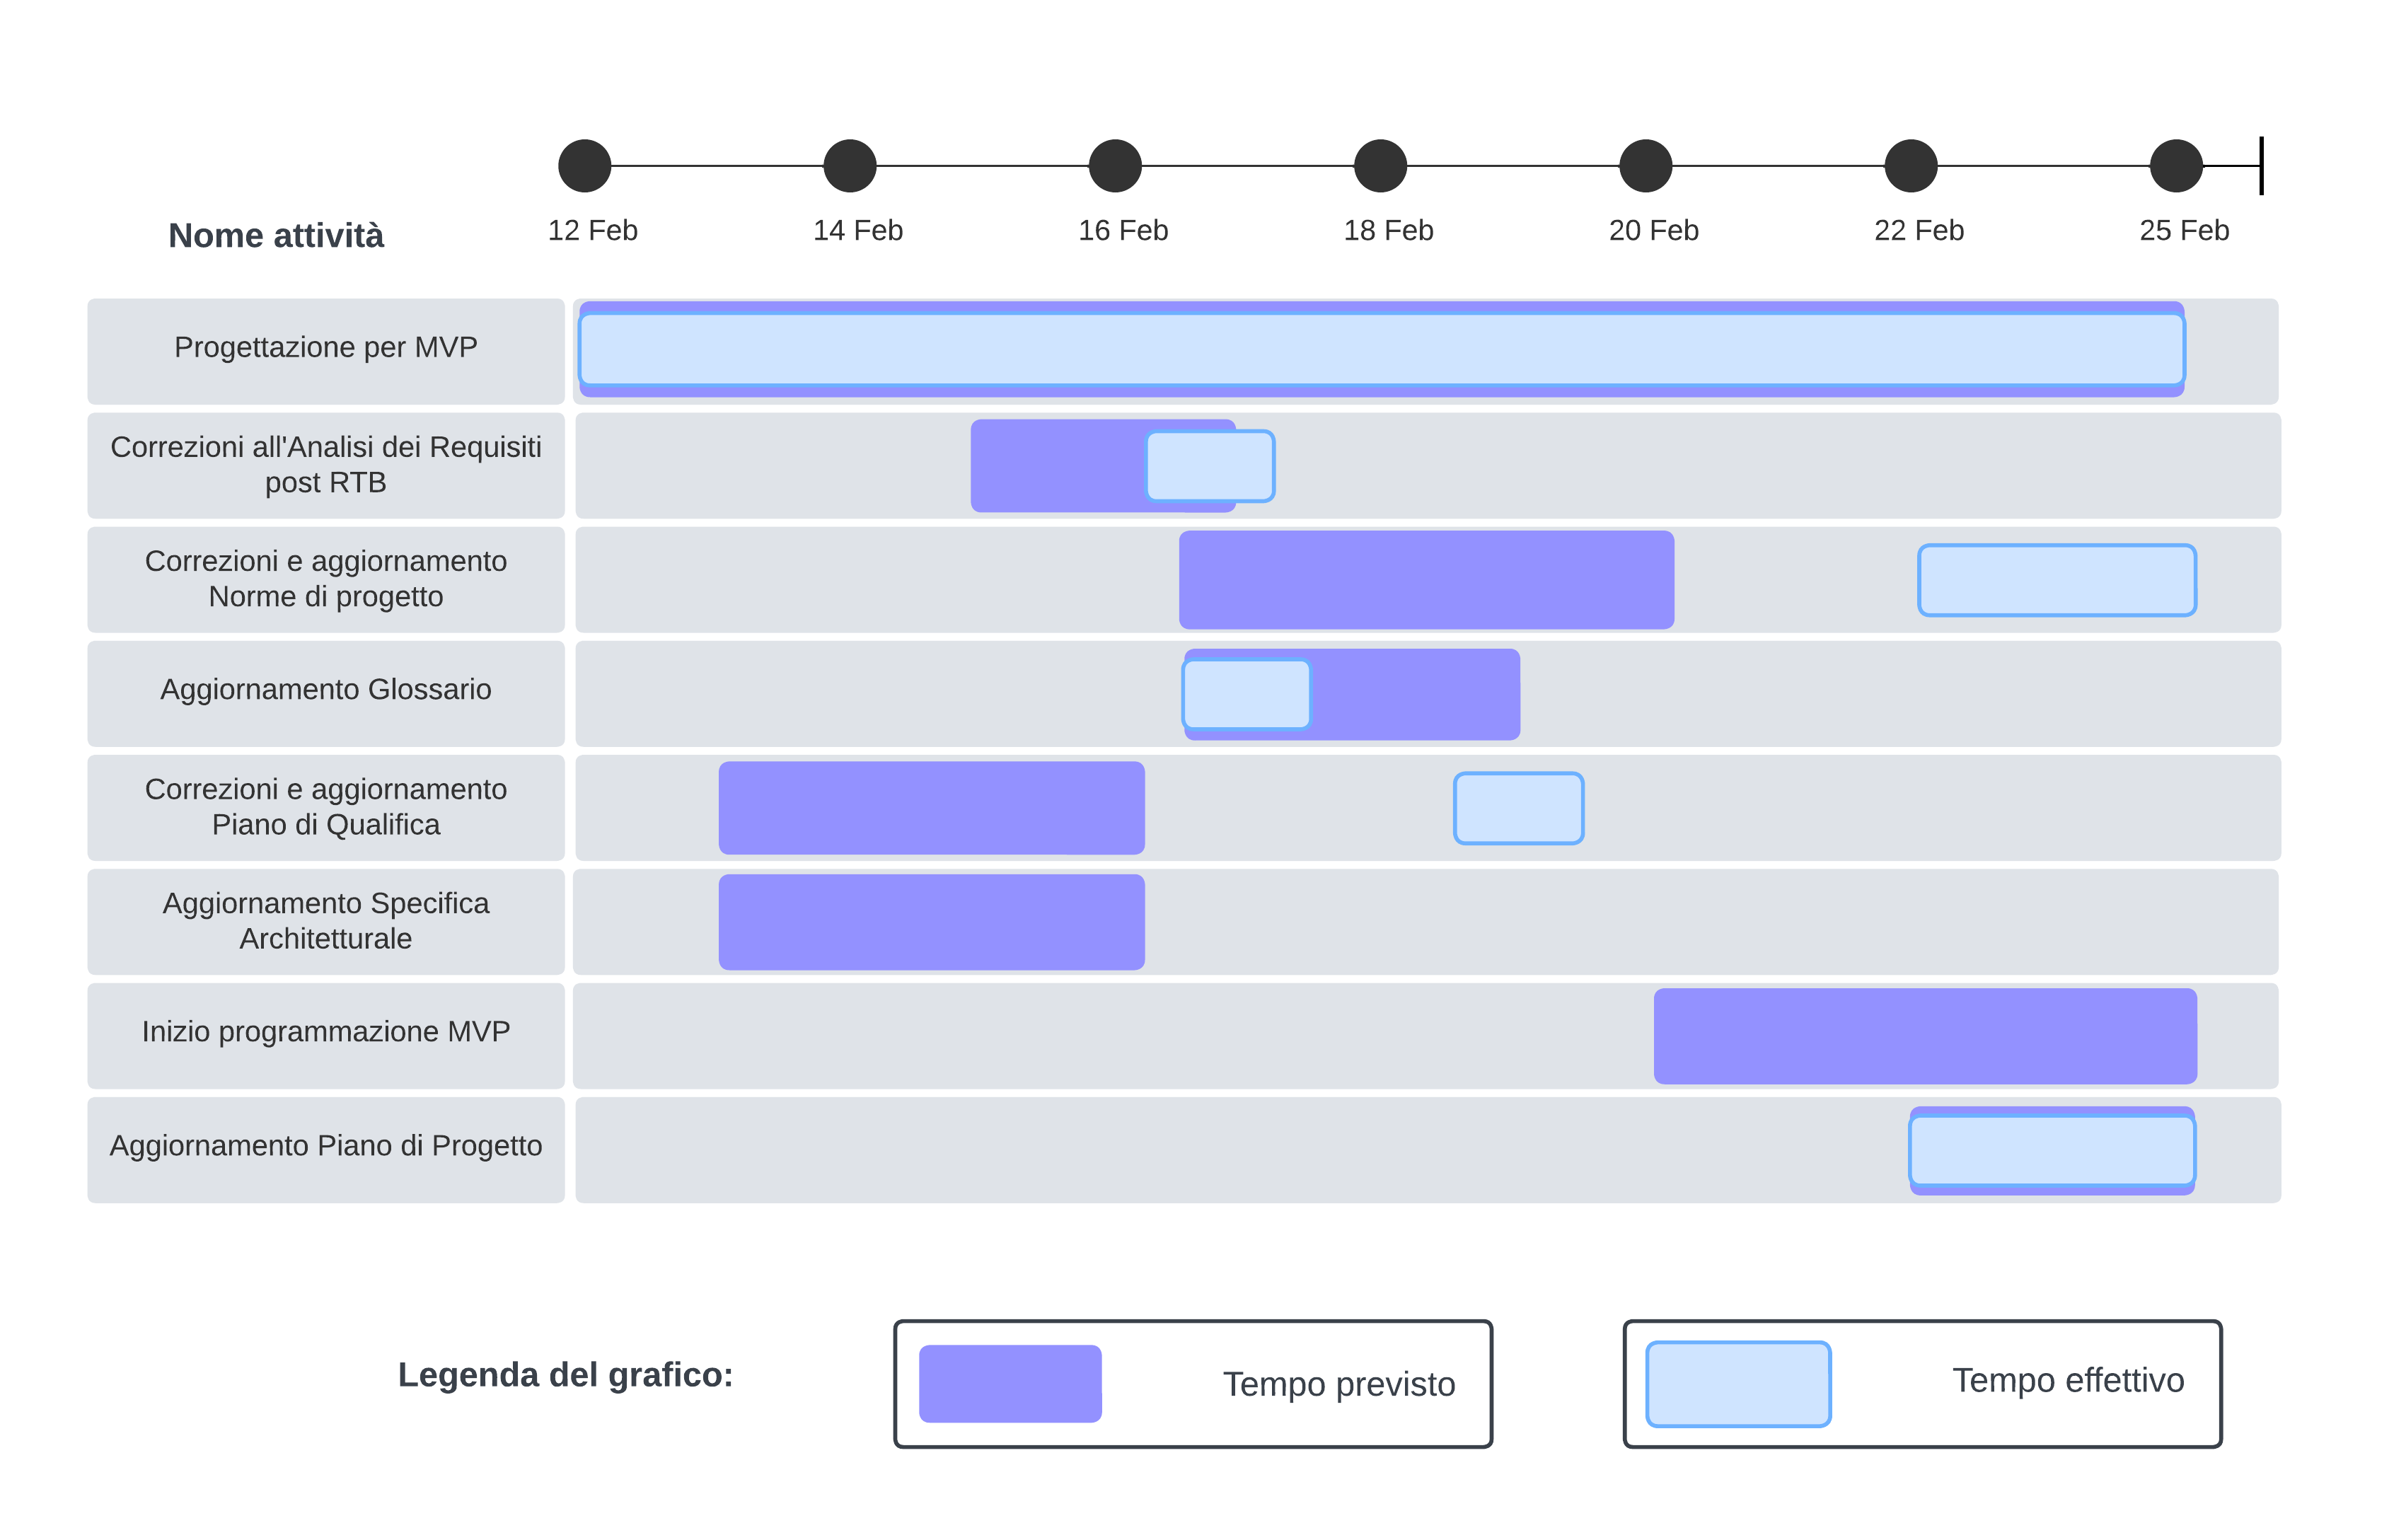 12 Feb 14 Feb 16 Feb 18 Feb 20 Feb 22 Feb 25 Feb
Nome attività
Progettazione per MVP
Correzioni all'Analisi dei Requisiti
post RTB
Correzioni e aggiornamento
Norme di progetto
Aggiornamento Glossario
Correzioni e aggiornamento
Piano di Qualifica
Aggiornamento Specifica
Architetturale
Inizio programmazione MVP
Aggiornamento Piano di Progetto
Legenda del grafico:
Tempo previsto
Tempo effettivo